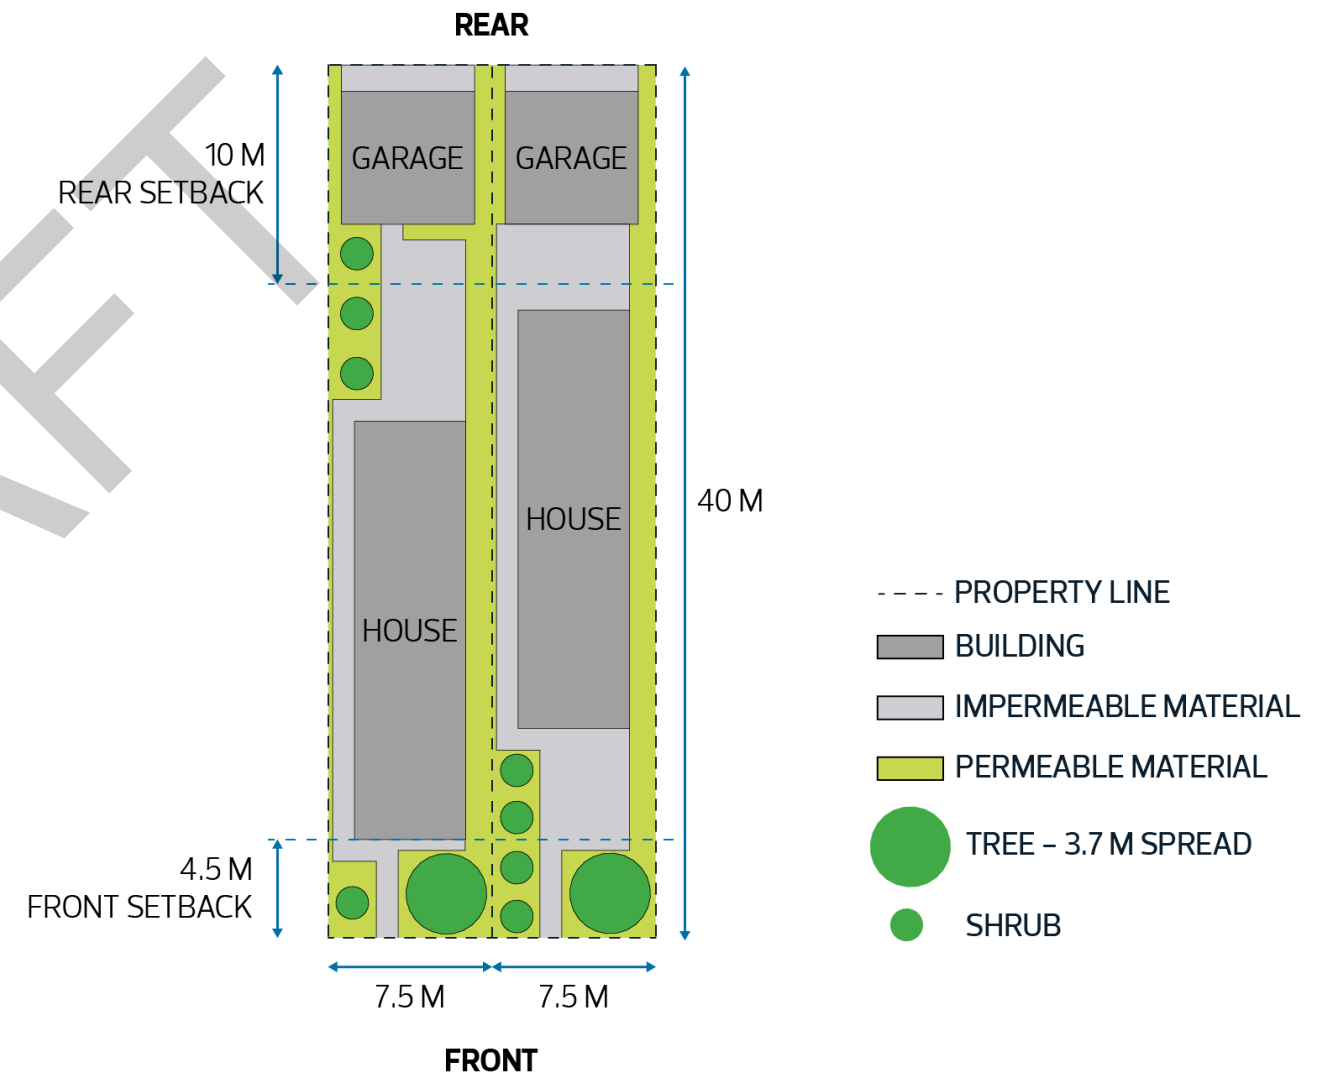 REAR
10 M
REAR SETBACK
GARAGE
GARAGE
HOUSE
HOUSE
40 M
4.5 M
FRONT SETBACK
7.5 M
7.5 M
FRONT
PROPERTY LINE
BUILDING
IMPERMEABLE MATERIAL
PERMEABLE MATERIAL
TREE – 3.7 M SPREAD
SHRUB
AFT